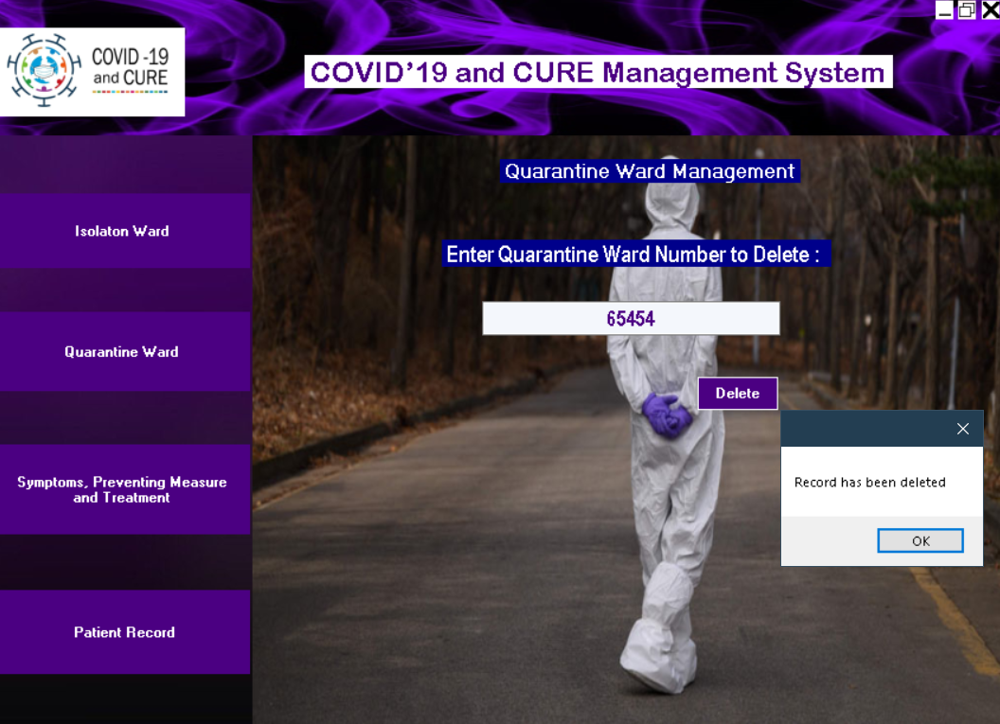 COVID -19
and CURE
COVID'19 and CURE Management System
Quarantine Ward Management
Isolaton Ward
Enter Quarantine Ward Number to Delete :
65454
Quarantine Ward
Delete
Record has been deleted
OK
Symptoms, Preventing Measure
and Treatment
Patient Record